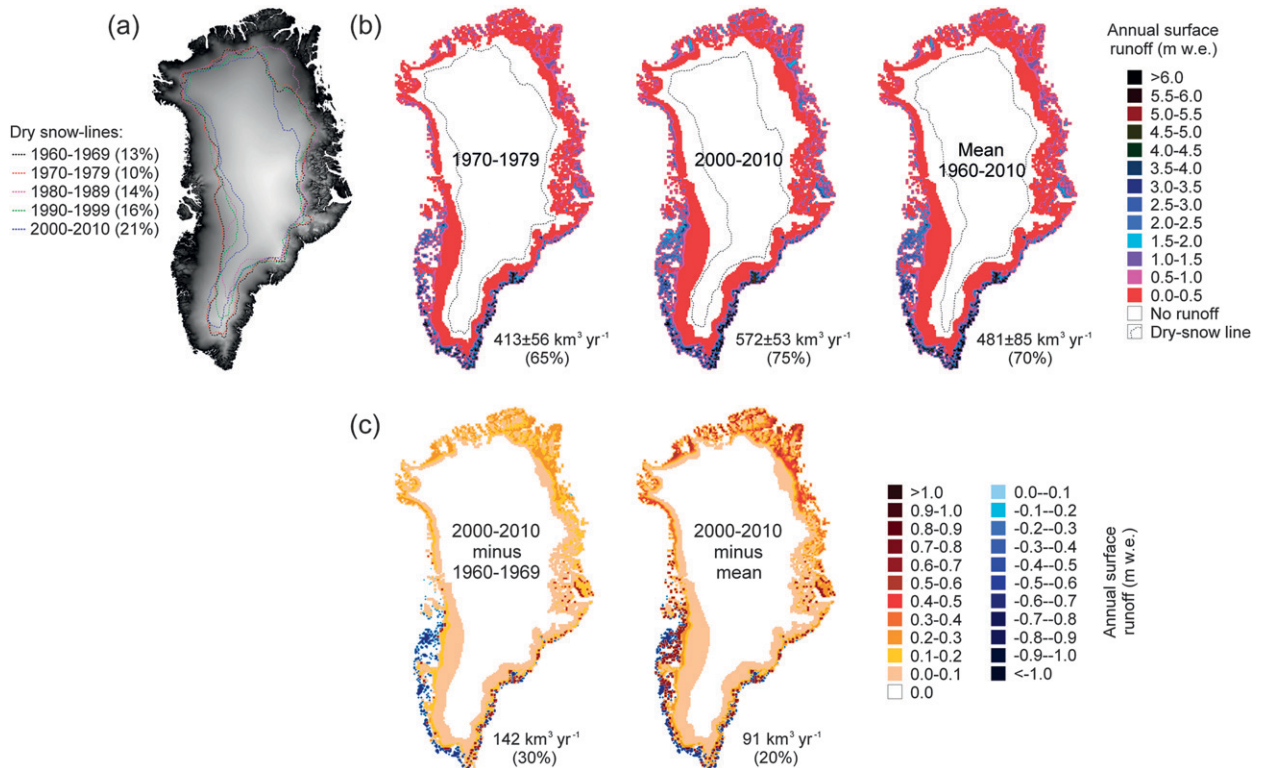 (a)
Dry snow-lines:
1960-1969 (13%)
1970-1979 (10%)
1980-1989 (14%)
1990-1999 (16%)
2000-2010 (21%)
(b)
1970-1979
413±56 km³ yr⁻¹
(65%)
2000-2010
572±53 km³ yr⁻¹
(75%)
Mean
1960-2010
481±85 km³ yr⁻¹
(70%)
Annual surface
runoff (m w.e.)
>6.0
5.5-6.0
5.0-5.5
4.5-5.0
4.0-4.5
3.5-4.0
3.0-3.5
2.5-3.0
2.0-2.5
1.5-2.0
1.0-1.5
0.5-1.0
0.0-0.5
No runoff
Dry-snow line
(c)
2000-2010
minus
1960-1969
142 km³ yr⁻¹
(30%)
2000-2010
minus
mean
91 km³ yr⁻¹
(20%)
>1.0
0.9-1.0
0.8-0.9
0.7-0.8
0.6-0.7
0.5-0.6
0.4-0.5
0.3-0.4
0.2-0.3
0.1-0.2
0.0-0.1
0.0
0.0--0.1
-0.1--0.2
-0.2--0.3
-0.3--0.4
-0.4--0.5
-0.5--0.6
-0.6--0.7
-0.7--0.8
-0.8--0.9
-0.9--1.0
<-1.0
Annual surface
runoff (m w.e.)